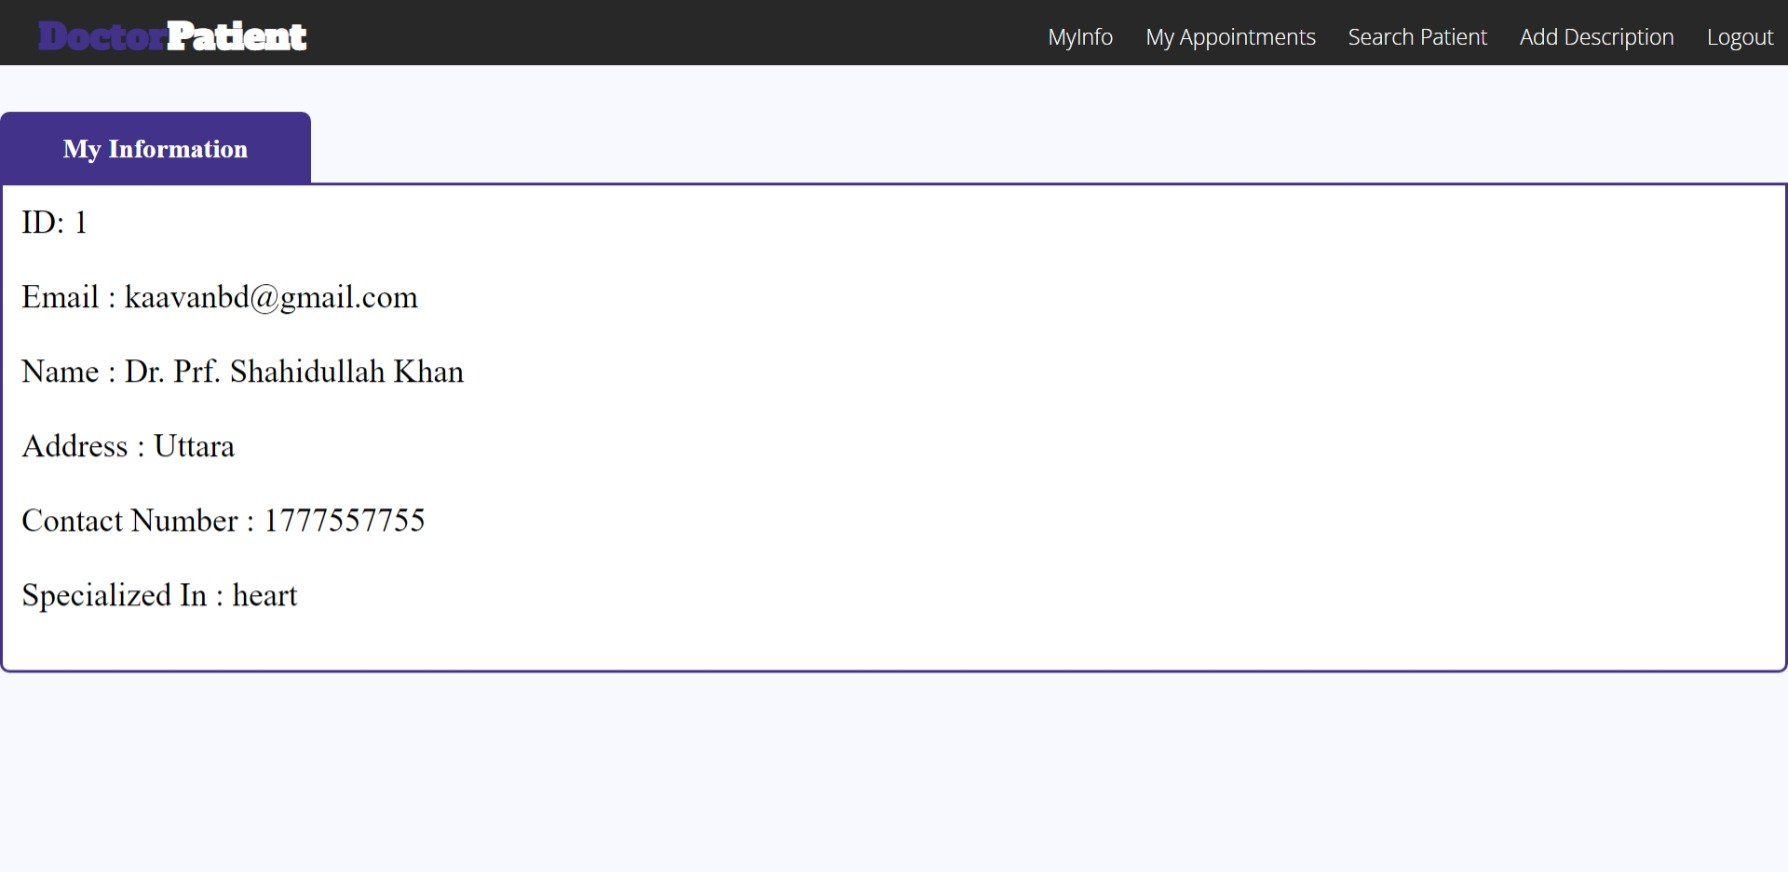 DoctorPatient
MyInfo My Appointments Search Patient Add Description Logout
My Information
ID: 1
Email : kaavanbd@gmail.com
Name : Dr. Prf. Shahidullah Khan
Address : Uttara
Contact Number : 1777557755
Specialized In : heart